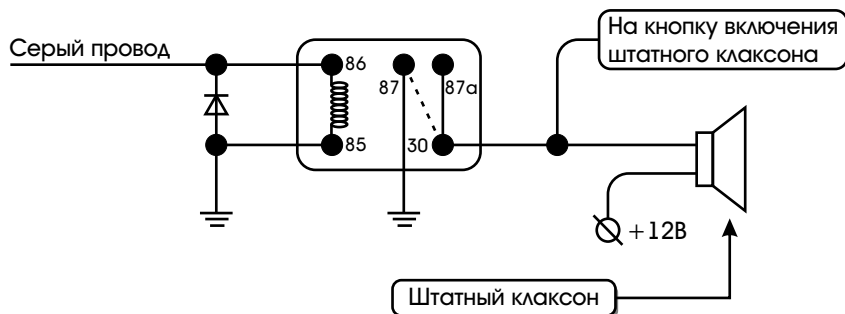 Серый провод
86
87
87а
85
30
На кнопку включения
штатного клаксона
+12В
Штатный клаксон